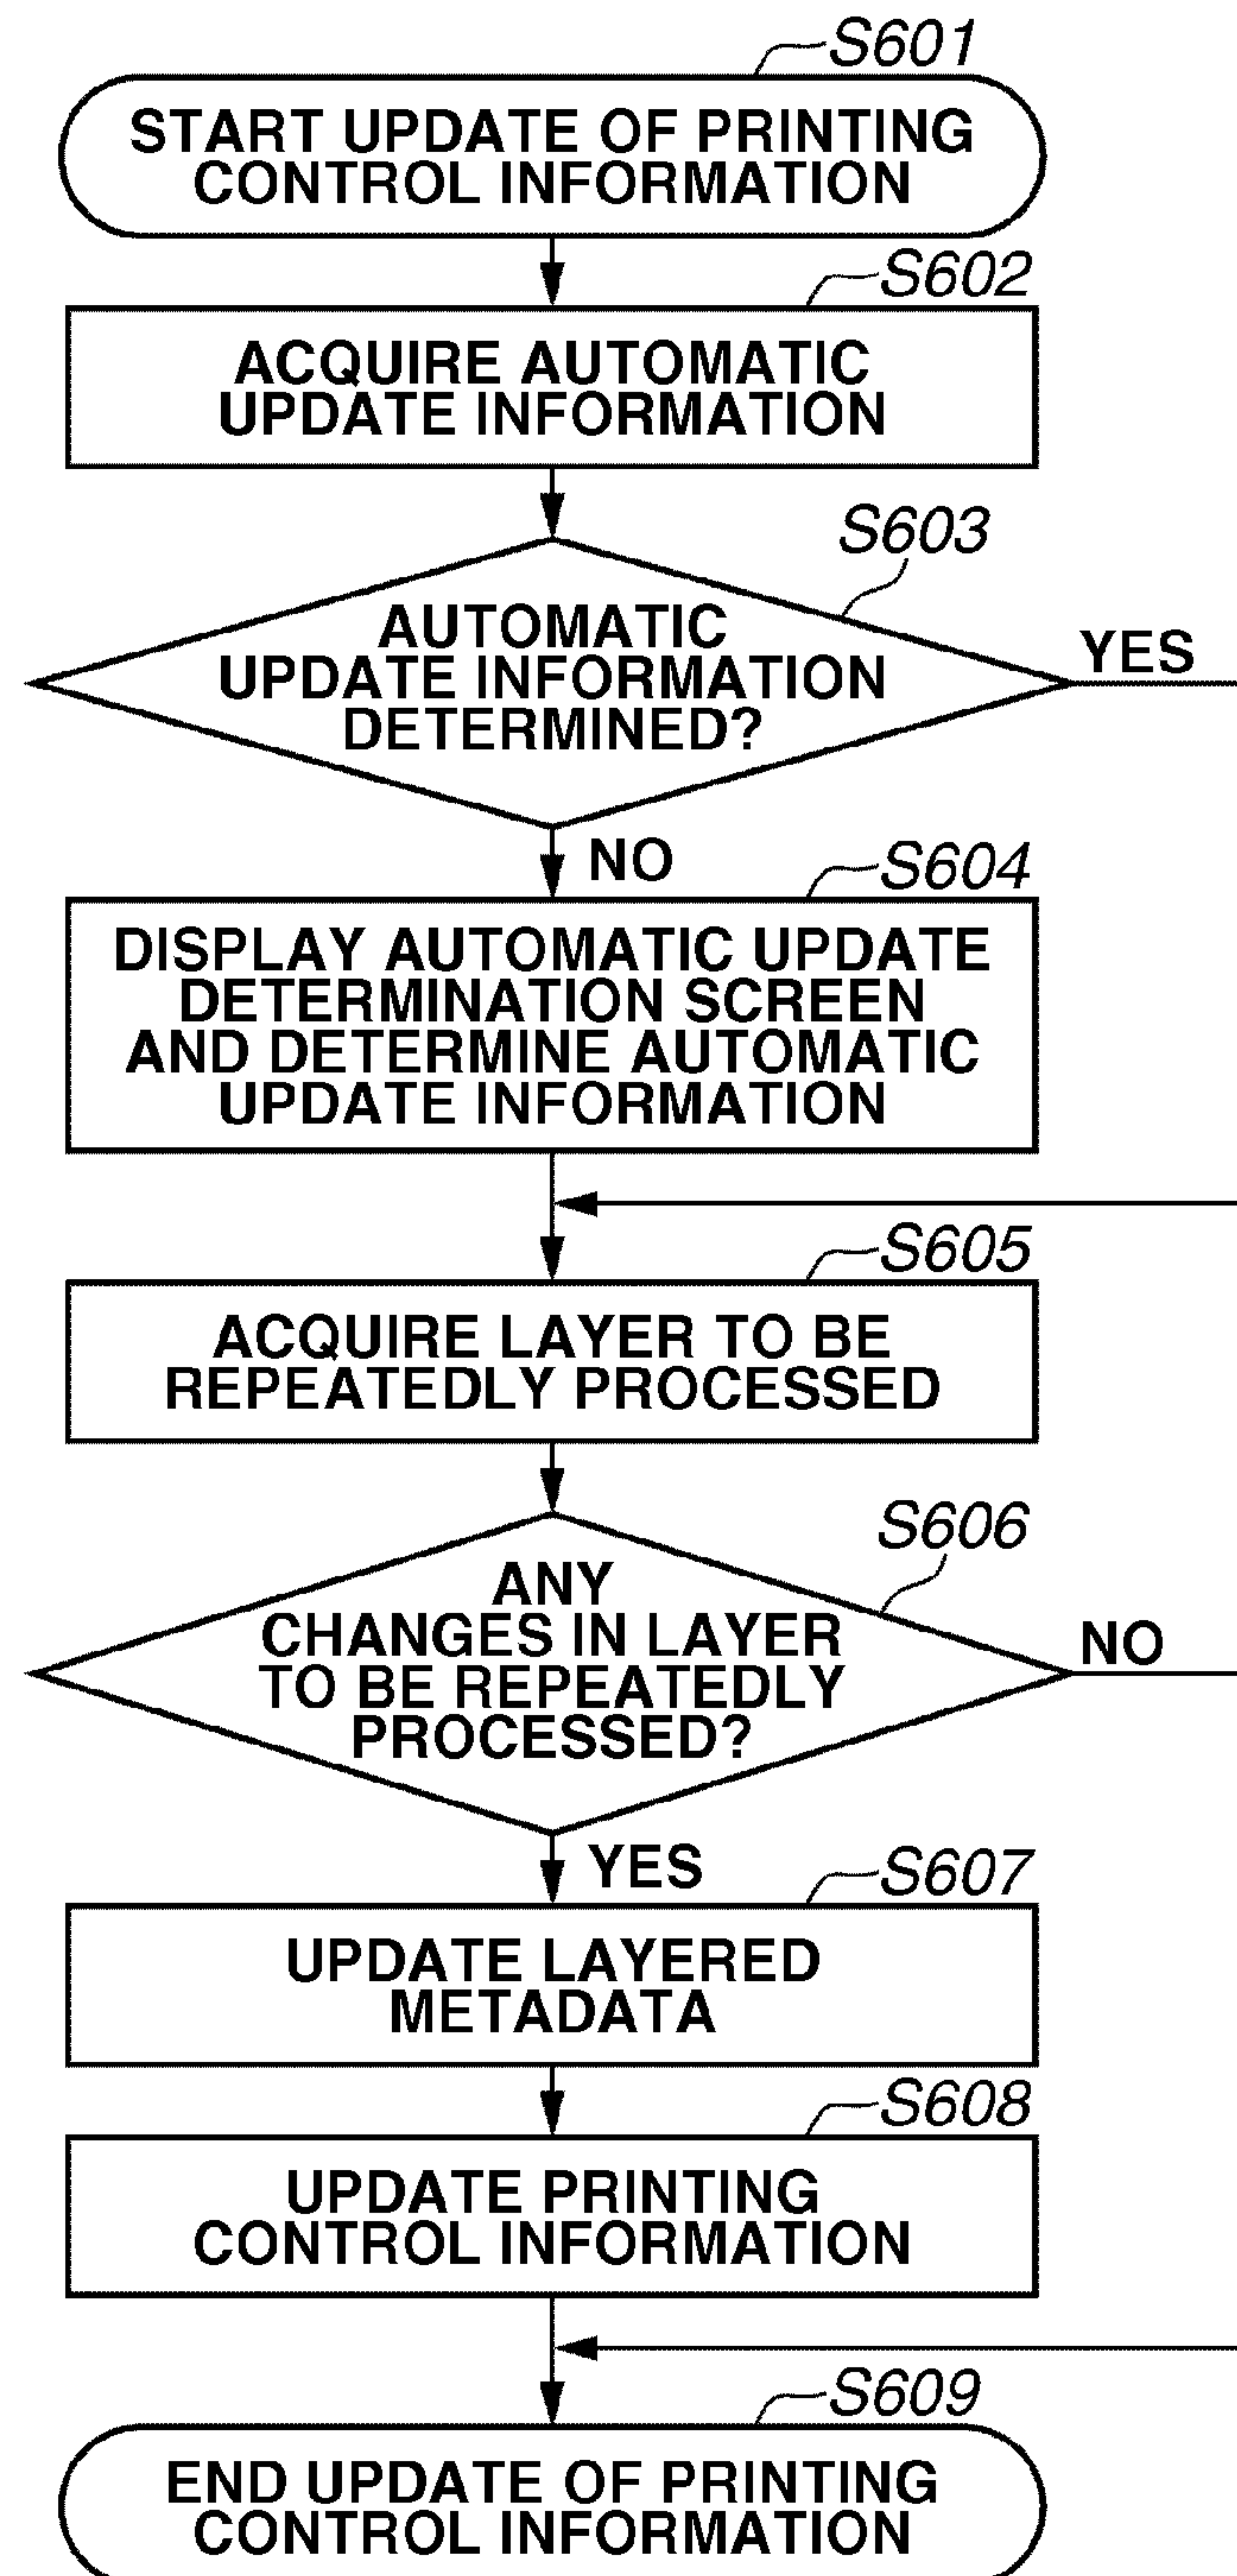 S601
START UPDATE OF PRINTING
CONTROL INFORMATION
S602
ACQUIRE AUTOMATIC
UPDATE INFORMATION
S603
AUTOMATIC
UPDATE INFORMATION
DETERMINED?
YES
NO
S604
DISPLAY AUTOMATIC UPDATE
DETERMINATION SCREEN
AND DETERMINE AUTOMATIC
UPDATE INFORMATION
S605
ACQUIRE LAYER TO BE
REPEATEDLY PROCESSED
S606
ANY
CHANGES IN LAYER
TO BE REPEATEDLY
PROCESSED?
NO
YES
S607
UPDATE LAYERED
METADATA
S608
UPDATE PRINTING
CONTROL INFORMATION
S609
END UPDATE OF PRINTING
CONTROL INFORMATION